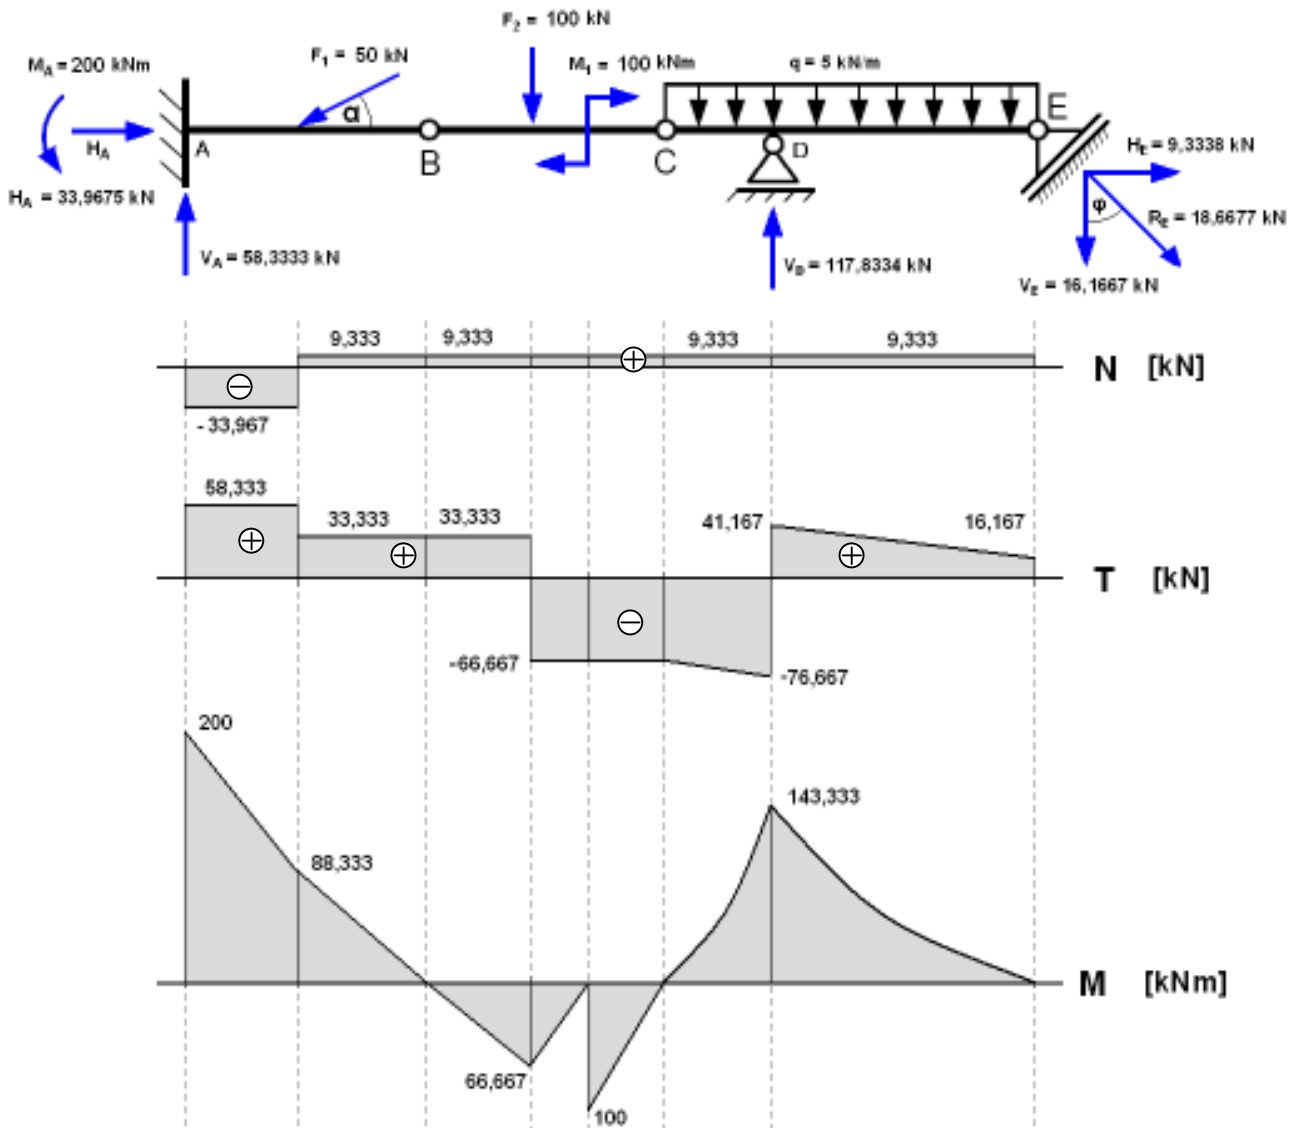 F₂ = 100 kN
F₁ = 50 kN
M_A = 200 kNm
M₁ = 100 kNm
q = 5 kN/m
α
E
H_A
A
B
C
D
H_E = 9,3338 kN
H_A = 33,9675 kN
φ
R_E = 18,6677 kN
V_A = 58,3333 kN
V_D = 117,8334 kN
V_E = 16,1667 kN
9,333 9,333 9,333 9,333
+
N [kN]
−
- 33,967
58,333
33,333 33,333
41,167 16,167
+ + +
T [kN]
−
-66,667
-76,667
200
143,333
88,333
M [kNm]
66,667
100